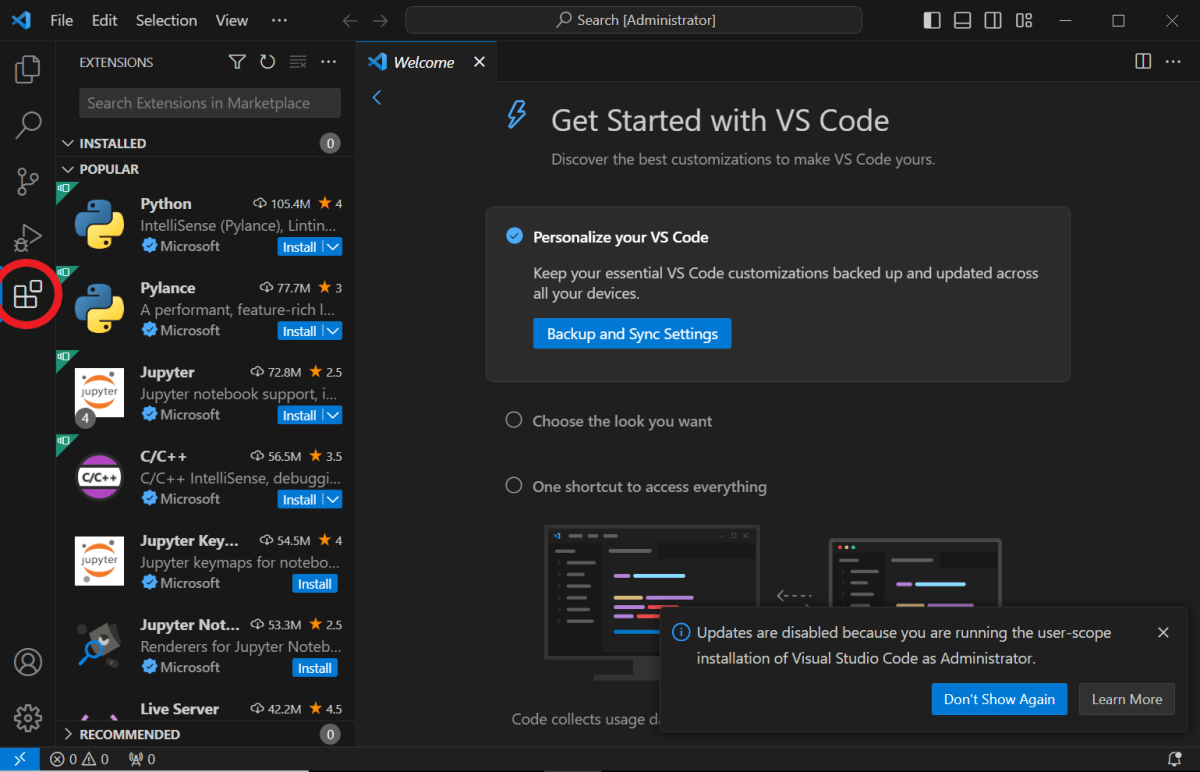 File Edit Selection View ··· Search [Administrator]
EXTENSIONS
Welcome
Search Extensions in Marketplace
INSTALLED 0
POPULAR
Python 105.4M 4
IntelliSense (Pylance), Lintin...
Microsoft Install
Pylance 77.7M 3
A performant, feature-rich l...
Microsoft Install
jupyter
4
Jupyter 72.8M 2.5
Jupyter notebook support, i...
Microsoft Install
C/C++
C/C++ 56.5M 3.5
C/C++ IntelliSense, debuggi...
Microsoft Install
jupyter
Jupyter Key... 54.5M 4
Jupyter keymaps for notebo...
Microsoft Install
Jupyter Not... 53.3M 2.5
Renderers for Jupyter Noteb...
Microsoft Install
Live Server 42.2M 4.5
RECOMMENDED 0
Get Started with VS Code
Discover the best customizations to make VS Code yours.
Personalize your VS Code
Keep your essential VS Code customizations backed up and updated across
all your devices.
Backup and Sync Settings
Choose the look you want
One shortcut to access everything
Code collects usage da
Updates are disabled because you are running the user-scope
installation of Visual Studio Code as Administrator.
Don't Show Again Learn More
0 0 0